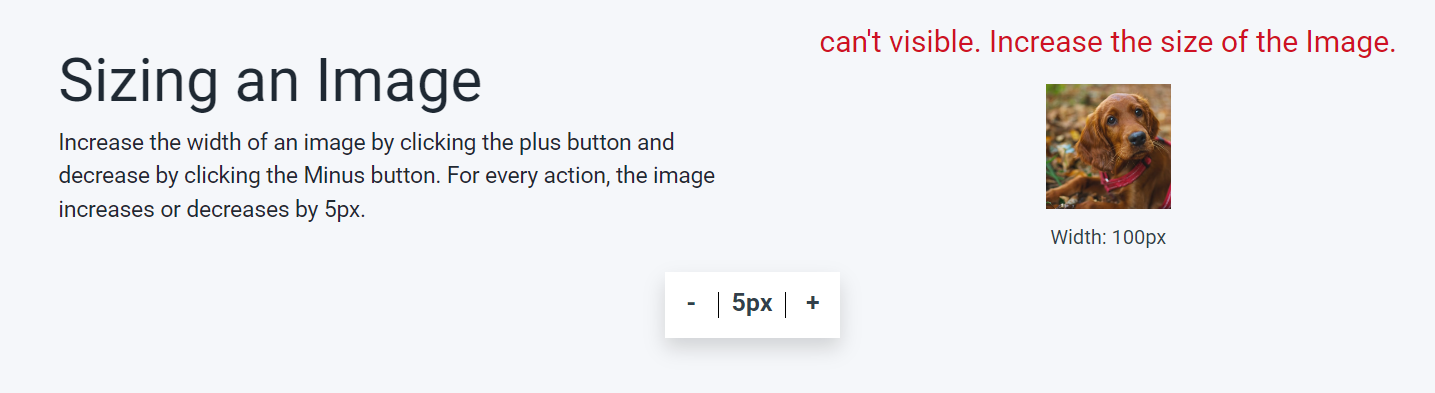 can't visible. Increase the size of the Image.
Sizing an Image
Increase the width of an image by clicking the plus button and
decrease by clicking the Minus button. For every action, the image
increases or decreases by 5px.
Width: 100px
- | 5px | +